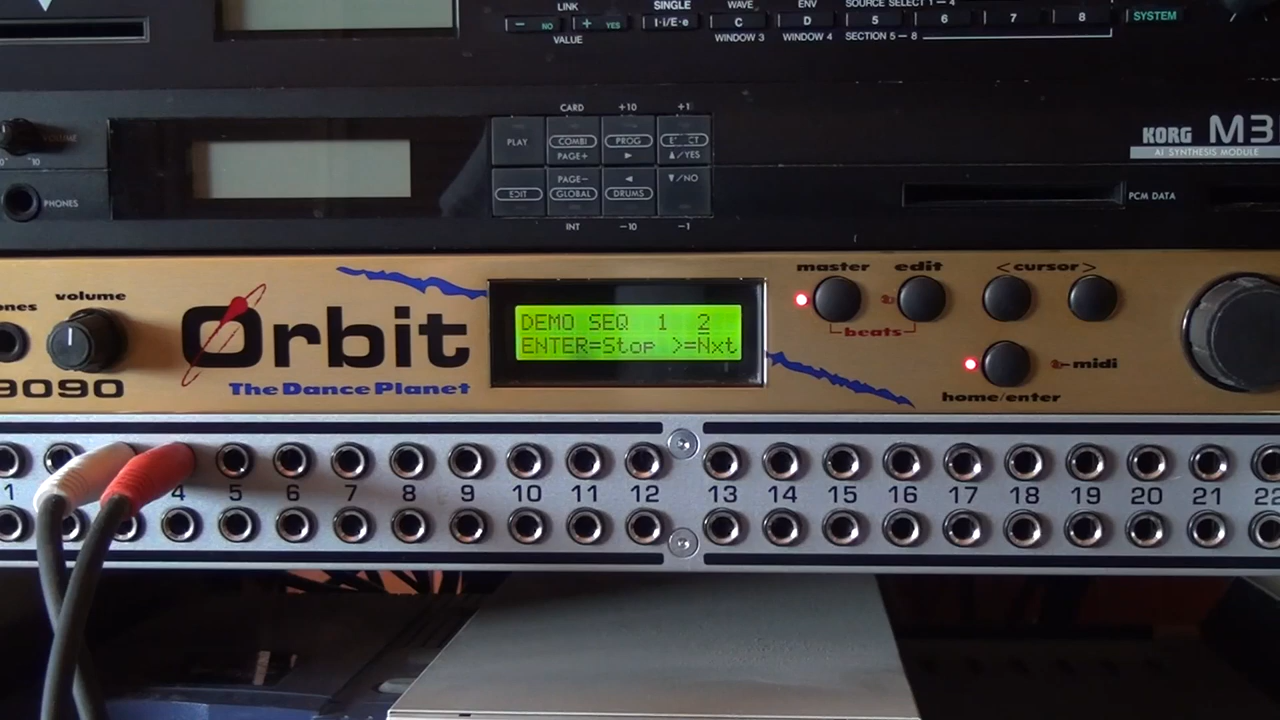 LINK
SINGLE
WAVE
ENV
SOURCE SELECT 1 – 4
– NO + YES
I·i/E·e
C
D
5
6
7
8
SYSTEM
VALUE
WINDOW 3
WINDOW 4
SECTION 5 – 8
CARD
+10
+1
VOLUME
10
PLAY
COMBI
PROG
PAGE+
▶
▲/YES
PAGE–
◀
▼/NO
EDIT
GLOBAL
DRUMS
INT
–10
–1
PHONES
KORG M3
AI SYNTHESIS MODULE
PCM DATA
ones
volume
Orbit
9090
The Dance Planet
DEMO SEQ 1 2
ENTER=Stop >=Nxt
master
edit
<cursor>
beats
midi
home/enter
1 4 5 6 7 8 9 10 11 12 13 14 15 16 17 18 19 20 21 22